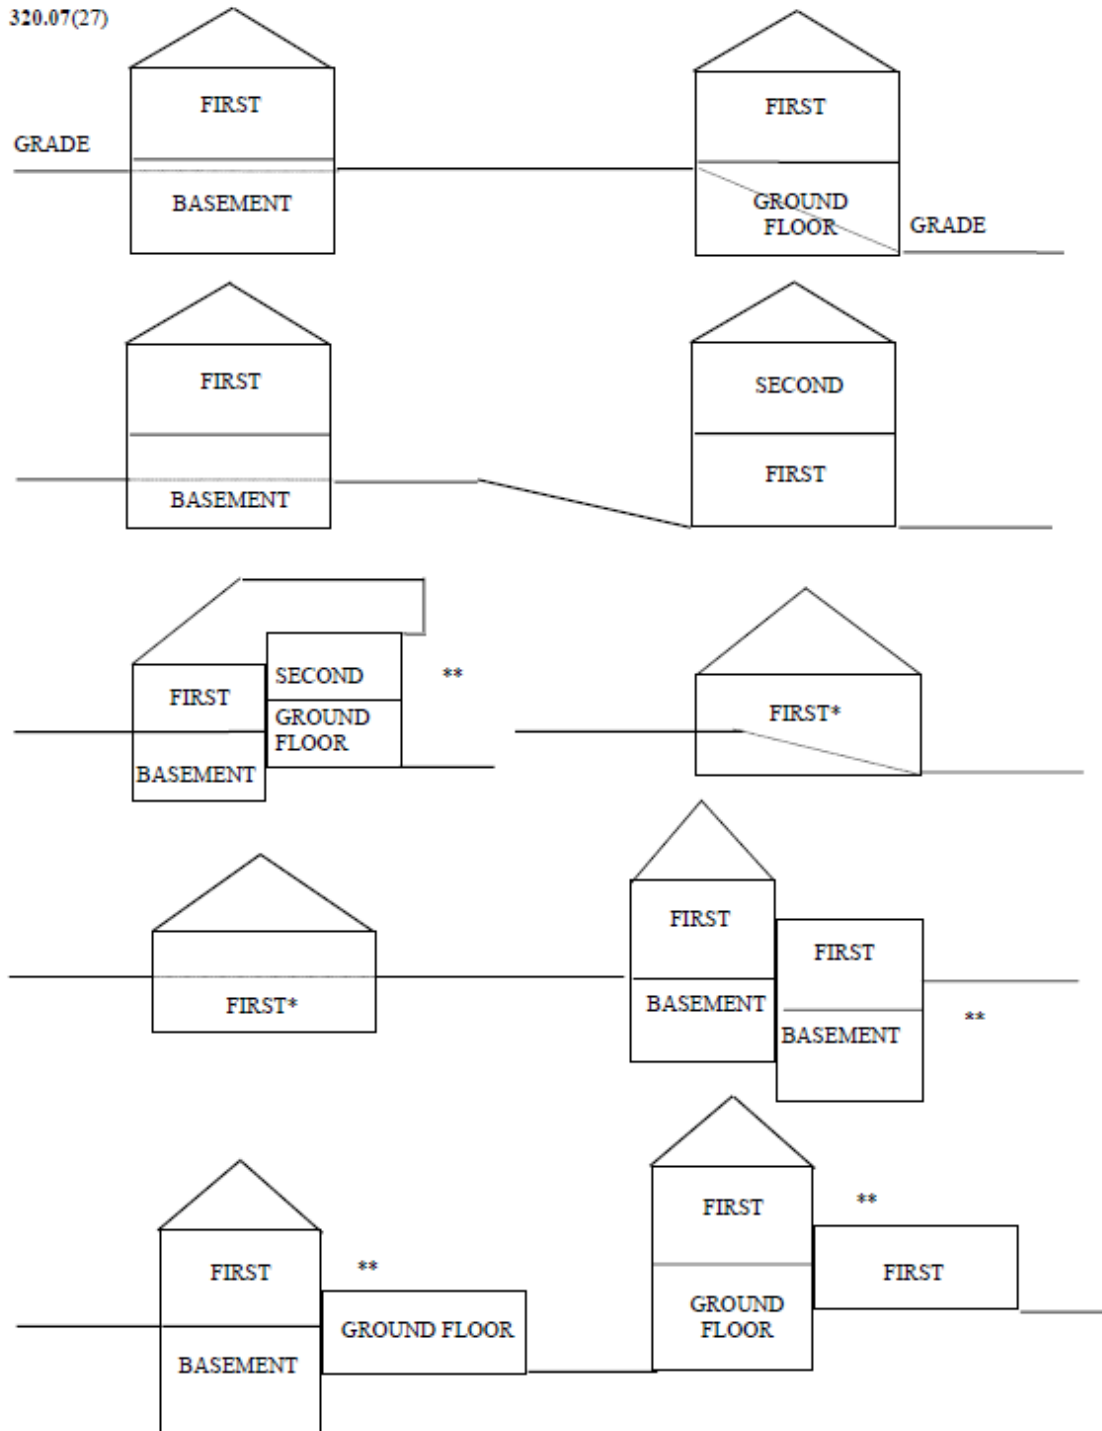 320.07(27)
FIRST
FIRST
GRADE
BASEMENT
GROUND
FLOOR
GRADE
FIRST
SECOND
BASEMENT
FIRST
FIRST
SECOND
**
GROUND
FLOOR
BASEMENT
FIRST*
FIRST*
FIRST
BASEMENT
FIRST
BASEMENT
**
FIRST
**
GROUND FLOOR
BASEMENT
FIRST
**
GROUND
FLOOR
FIRST